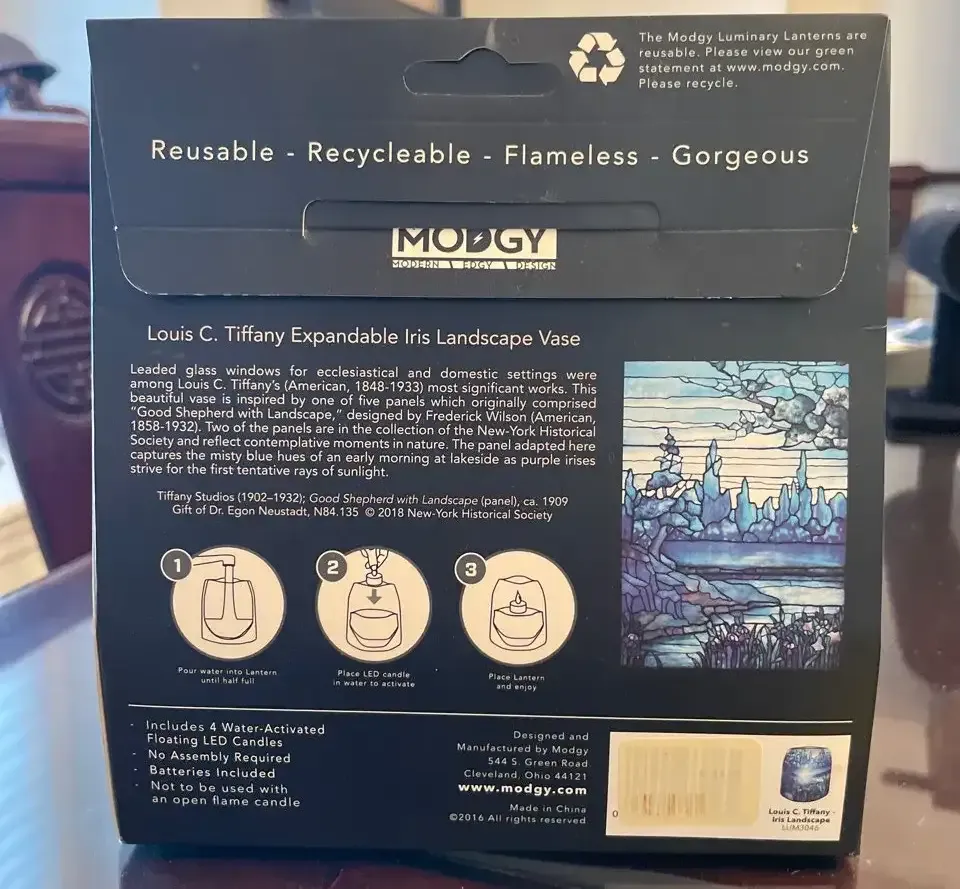 The Modgy Luminary Lanterns are
reusable. Please view our green
statement at www.modgy.com.
Please recycle.
Reusable - Recycleable - Flameless - Gorgeous
MODGY
MODERN \ EDGY \ DESIGN
Louis C. Tiffany Expandable Iris Landscape Vase
Leaded glass windows for ecclesiastical and domestic settings were
among Louis C. Tiffany's (American, 1848-1933) most significant works. This
beautiful vase is inspired by one of five panels which originally comprised
"Good Shepherd with Landscape," designed by Frederick Wilson (American,
1858-1932). Two of the panels are in the collection of the New-York Historical
Society and reflect contemplative moments in nature. The panel adapted here
captures the misty blue hues of an early morning at lakeside as purple irises
strive for the first tentative rays of sunlight.
Tiffany Studios (1902–1932); Good Shepherd with Landscape (panel), ca. 1909
Gift of Dr. Egon Neustadt, N84.135 © 2018 New-York Historical Society
1
2
3
Pour water into Lantern
until half full
Place LED candle
in water to activate
Place Lantern
and enjoy
- Includes 4 Water-Activated
Floating LED Candles
- No Assembly Required
- Batteries Included
- Not to be used with
an open flame candle
Designed and
Manufactured by Modgy
544 S. Green Road
Cleveland, Ohio 44121
www.modgy.com
Made in China
©2016 All rights reserved
0
Louis C. Tiffany -
Iris Landscape
LUM3046